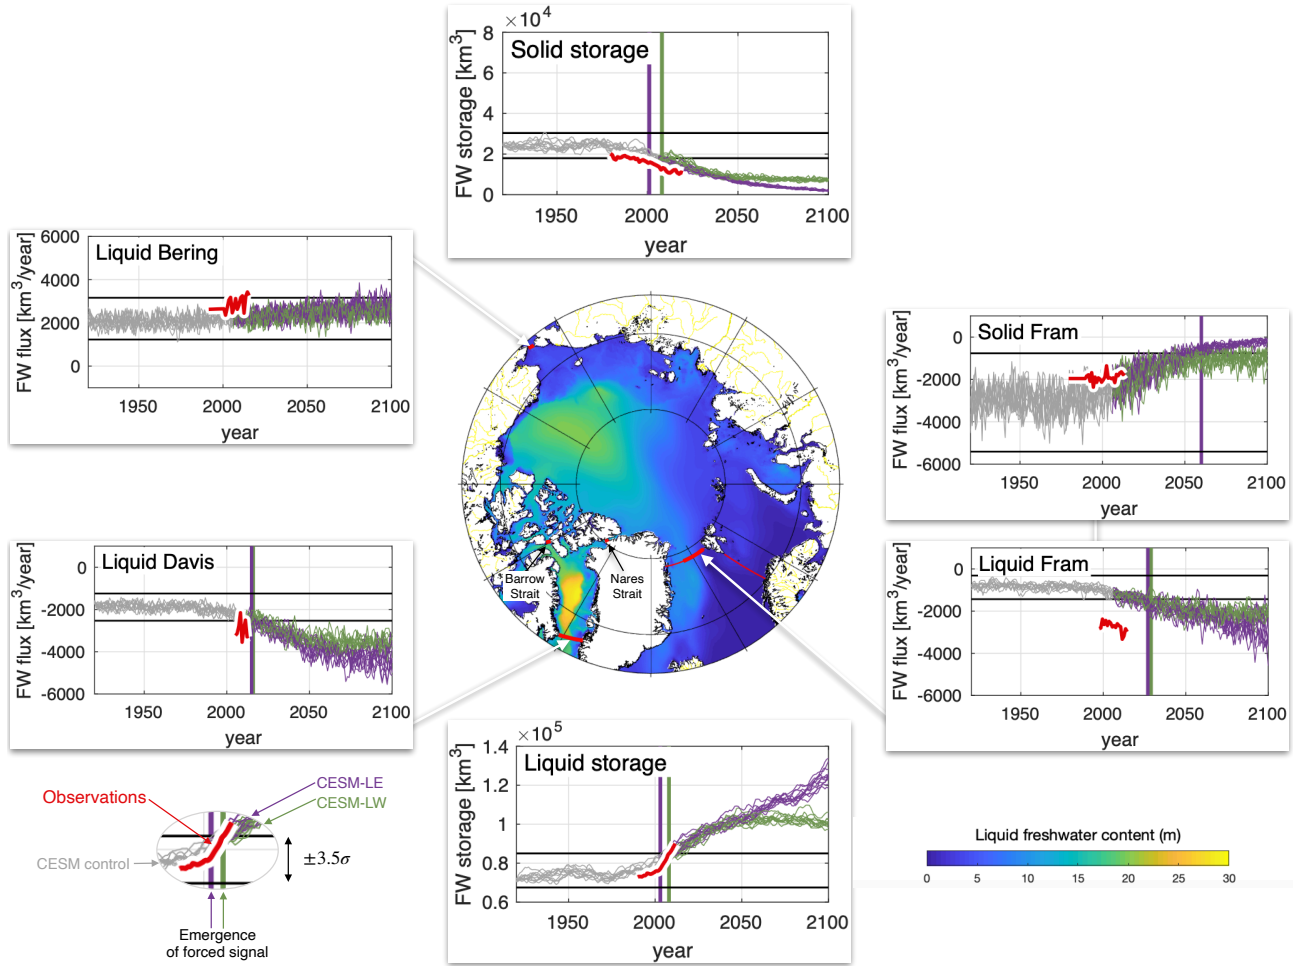 ×10⁴
Solid storage
FW storage [km³]
8
6
4
2
0
1950
2000
2050
2100
year
Liquid Bering
FW flux [km³/year]
6000
4000
2000
0
1950
2000
2050
2100
year
Solid Fram
FW flux [km³/year]
0
-2000
-4000
-6000
1950
2000
2050
2100
year
Liquid Davis
FW flux [km³/year]
0
-2000
-4000
-6000
1950
2000
2050
2100
year
Barrow
Strait
Nares
Strait
Liquid Fram
FW flux [km³/year]
0
-2000
-4000
-6000
1950
2000
2050
2100
year
×10⁵
Liquid storage
FW storage [km³]
1.4
1.2
1
0.8
0.6
1950
2000
2050
2100
year
CESM-LE
CESM-LW
Observations
CESM control
±3.5σ
Emergence
of forced signal
Liquid freshwater content (m)
0 5 10 15 20 25 30